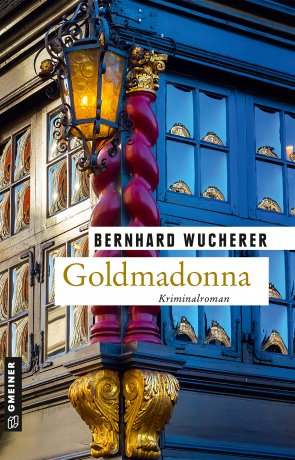 BERNHARD WUCHERER
Goldmadonna
Kriminalroman
GMEINER